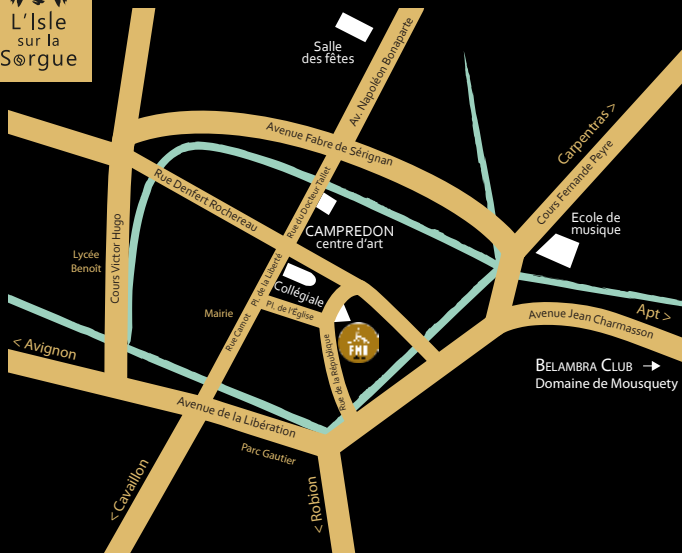 L'Isle
sur la
Sorgue
Salle
des fêtes
Av. Napoléon Bonaparte
Avenue Fabre de Sérignan
Carpentras >
Cours Fernande Peyre
Rue Denfert Rochereau
Rue du Docteur Tallet
CAMPREDON
centre d'art
Ecole de
musique
Lycée
Benoît
Cours Victor Hugo
Pl. de la Liberté
Collégiale
Mairie
Pl. de l'Eglise
Rue Carnot
FMB
Rue de la République
Apt >
Avenue Jean Charmasson
< Avignon
BELAMBRA CLUB →
Domaine de Mousquety
Avenue de la Libération
Parc Gautier
< Cavaillon
< Robion